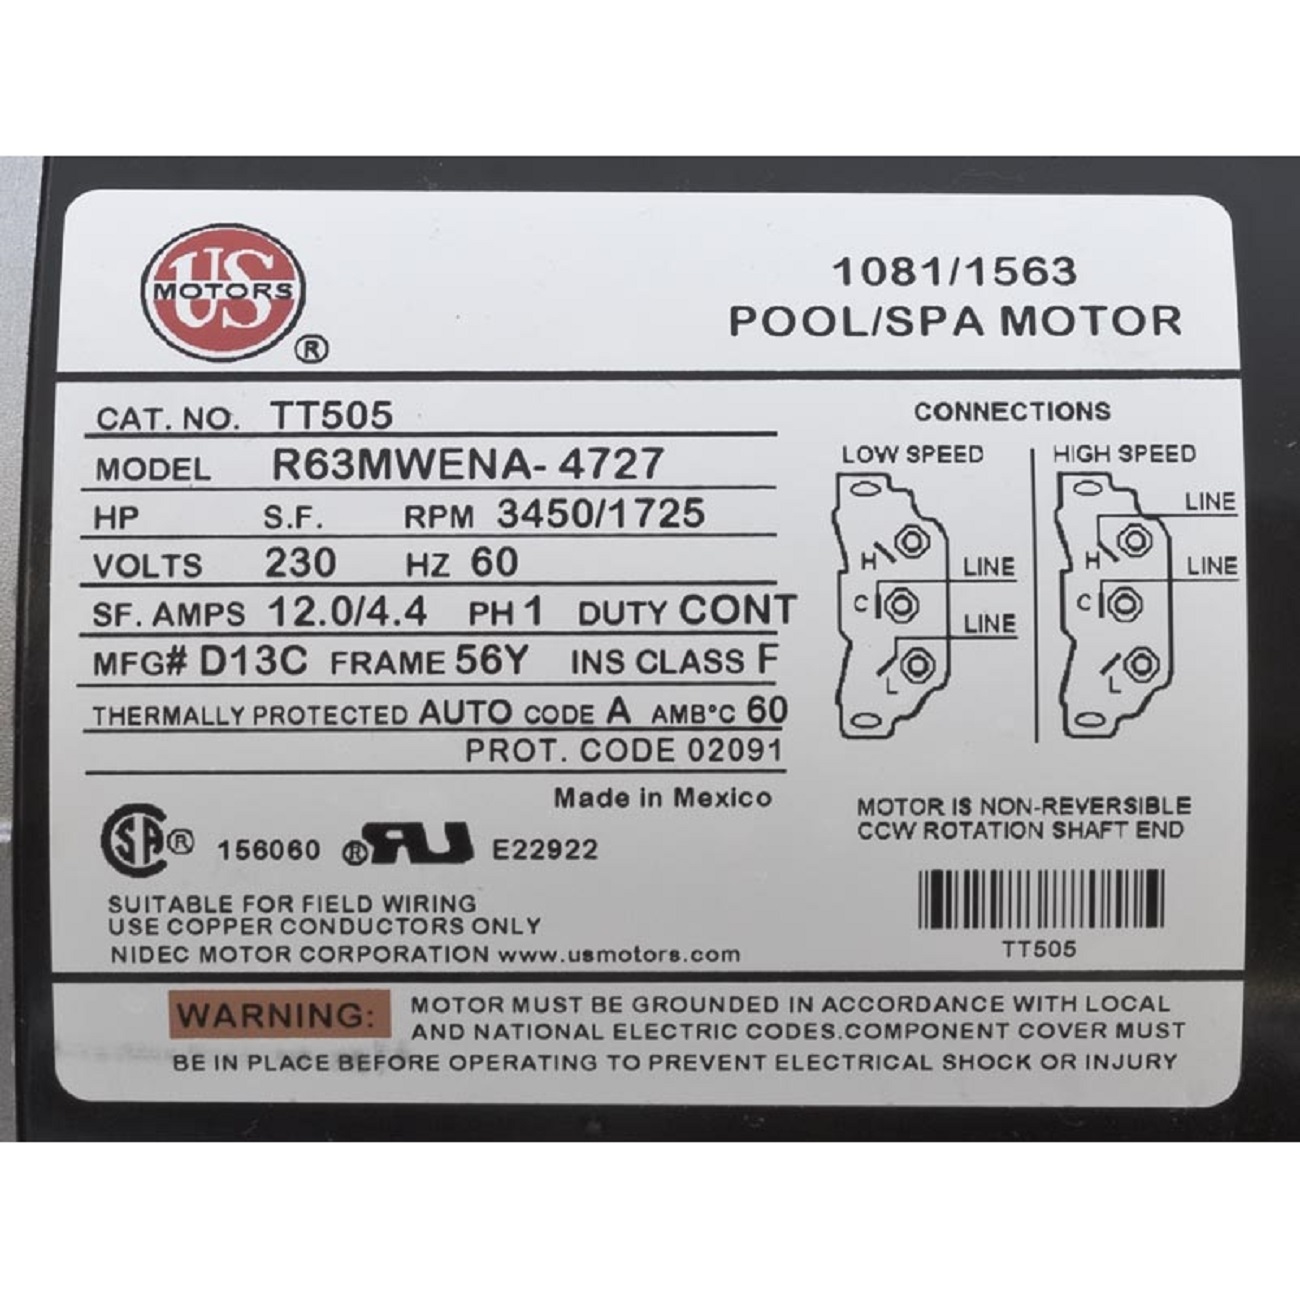 US
MOTORS
®
1081/1563
POOL/SPA MOTOR
CAT. NO. TT505
MODEL R63MWENA-4727
HP S.F. RPM 3450/1725
VOLTS 230 HZ 60
SF. AMPS 12.0/4.4 PH 1 DUTY CONT
MFG# D13C FRAME 56Y INS CLASS F
THERMALLY PROTECTED AUTO CODE A AMB°C 60
PROT. CODE 02091
Made in Mexico
SA ® 156060 ® RU E22922
SUITABLE FOR FIELD WIRING
USE COPPER CONDUCTORS ONLY
NIDEC MOTOR CORPORATION www.usmotors.com
CONNECTIONS
LOW SPEED
H
C
L
LINE
LINE
HIGH SPEED
LINE
H
LINE
C
L
MOTOR IS NON-REVERSIBLE
CCW ROTATION SHAFT END
TT505
WARNING: MOTOR MUST BE GROUNDED IN ACCORDANCE WITH LOCAL
AND NATIONAL ELECTRIC CODES.COMPONENT COVER MUST
BE IN PLACE BEFORE OPERATING TO PREVENT ELECTRICAL SHOCK OR INJURY